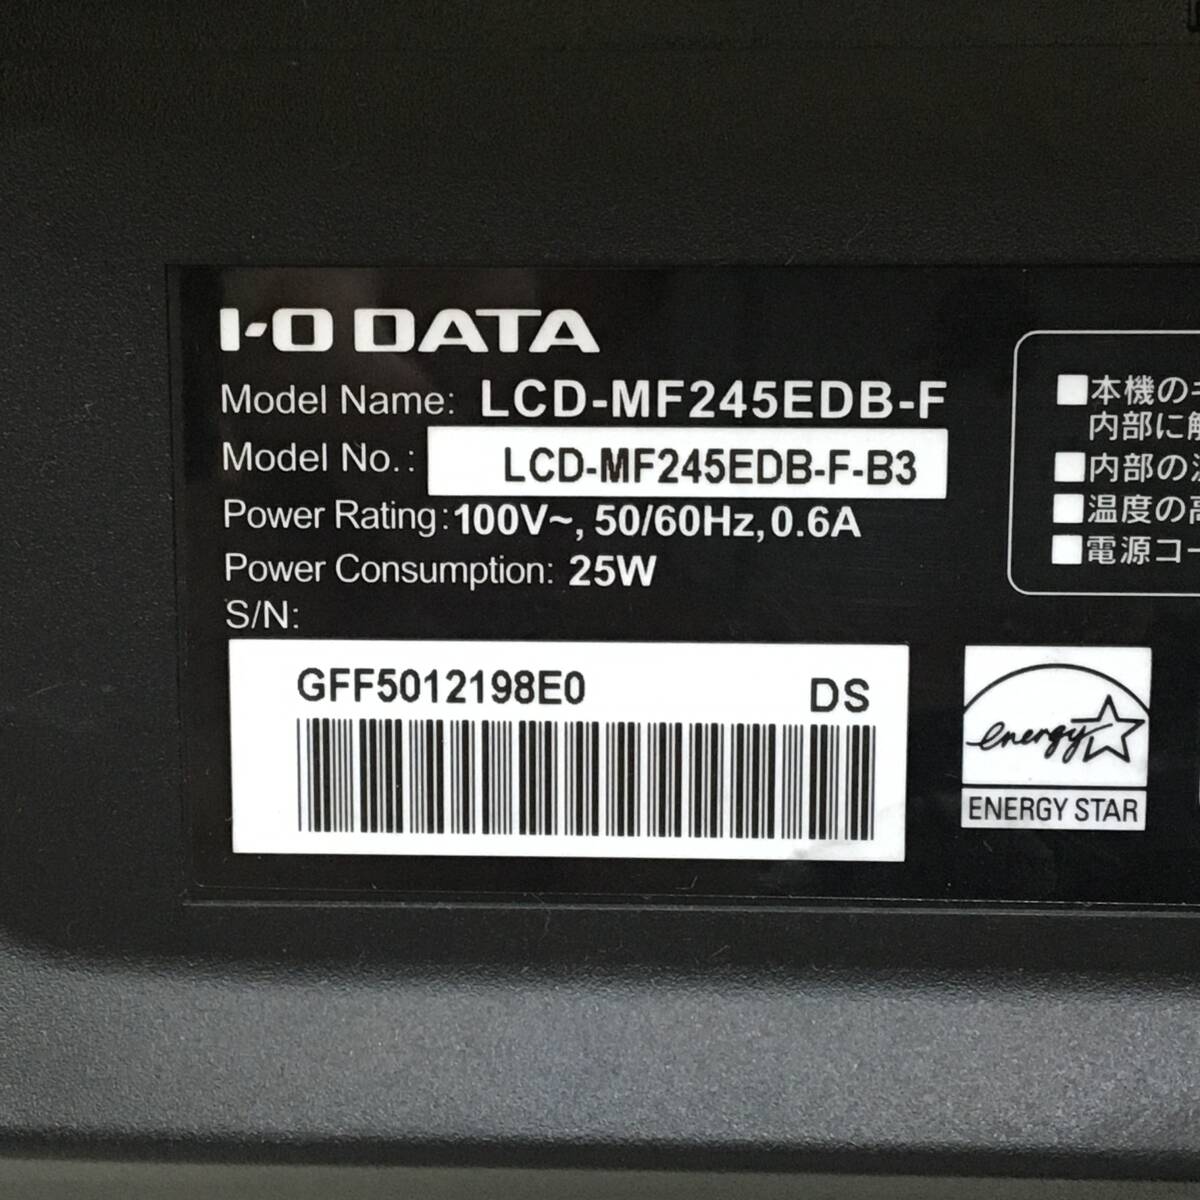 I-O DATA
Model Name: LCD-MF245EDB-F
Model No.: LCD-MF245EDB-F-B3
Power Rating: 100V~, 50/60Hz, 0.6A
Power Consumption: 25W
S/N:
GFF5012198E0 DS
■本機の
内部に
■内部の
■温度の高
■電源コー
energy
ENERGY STAR